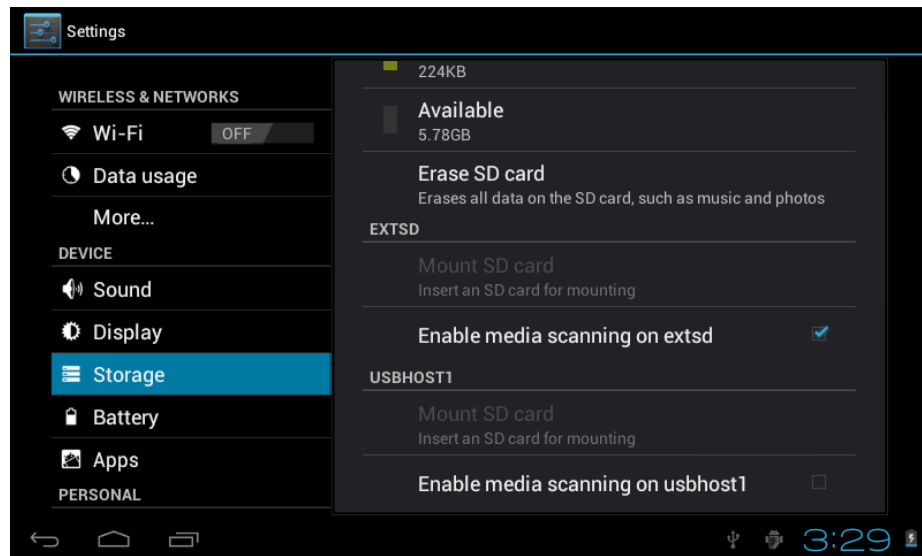 Settings
WIRELESS & NETWORKS
Wi-Fi OFF
Data usage
More...
DEVICE
Sound
Display
Storage
Battery
Apps
PERSONAL
224KB
Available
5.78GB
Erase SD card
Erases all data on the SD card, such as music and photos
EXTSD
Mount SD card
Insert an SD card for mounting
Enable media scanning on extsd
USBHOST1
Mount SD card
Insert an SD card for mounting
Enable media scanning on usbhost1
3:29